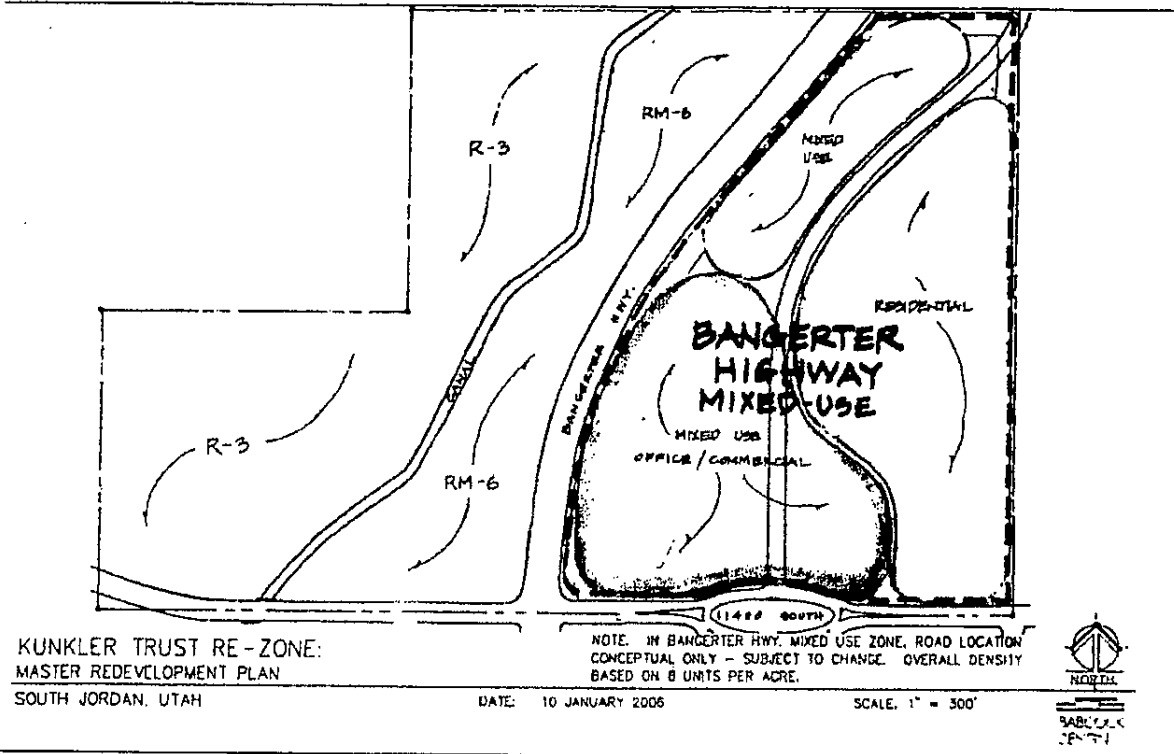 R-3
RM-6
MIXED
USE
RESIDENTIAL
BANGERTER HWY.
CANAL
BANGERTER
HIGHWAY
MIXED-USE
MIXED USE
OFFICE / COMMERCIAL
R-3
RM-6
11400 SOUTH
KUNKLER TRUST RE-ZONE:
MASTER REDEVELOPMENT PLAN
SOUTH JORDAN, UTAH
NOTE. IN BANGERTER HWY. MIXED USE ZONE, ROAD LOCATION
CONCEPTUAL ONLY - SUBJECT TO CHANGE. OVERALL DENSITY
BASED ON 8 UNITS PER ACRE.
DATE: 10 JANUARY 2006
SCALE, 1" = 300'
NORTH
BABCOCK